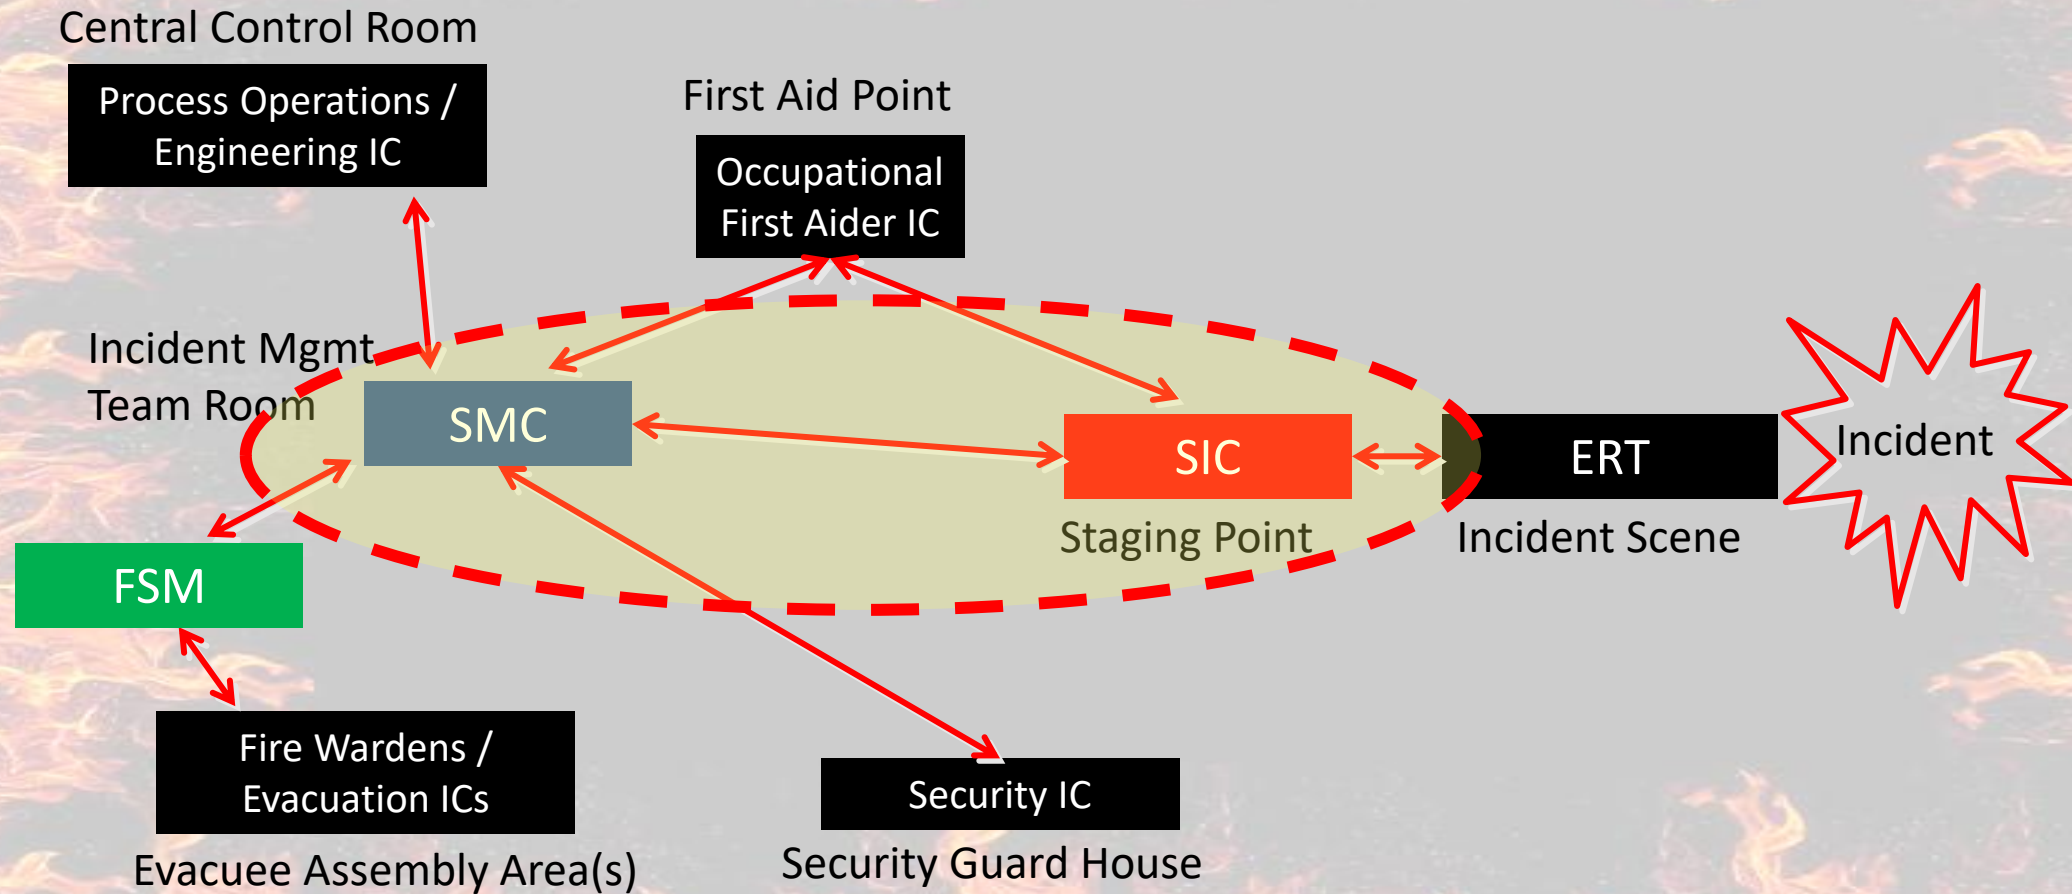 Central Control Room
Process Operations /
Engineering IC
First Aid Point
Occupational
First Aider IC
Incident Mgmt
Team Room
SMC
SIC
ERT
Incident
Staging Point
Incident Scene
FSM
Fire Wardens /
Evacuation ICs
Evacuee Assembly Area(s)
Security IC
Security Guard House